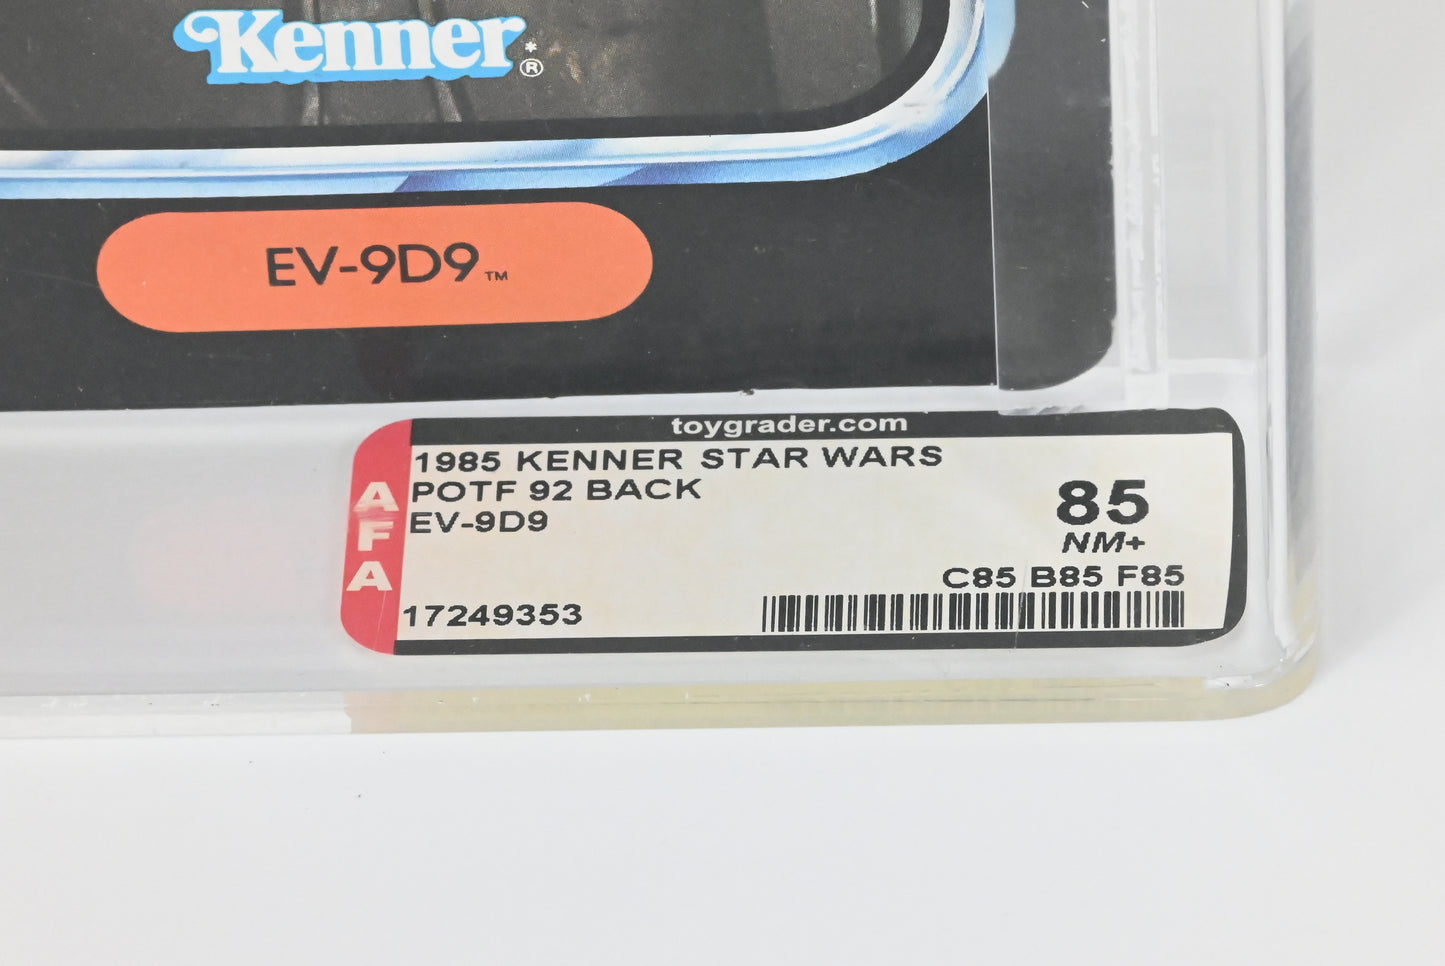 Kenner*®
EV-9D9™
toygrader.com
AFA
1985 KENNER STAR WARS
POTF 92 BACK
EV-9D9
85
NM+
C85 B85 F85
17249353